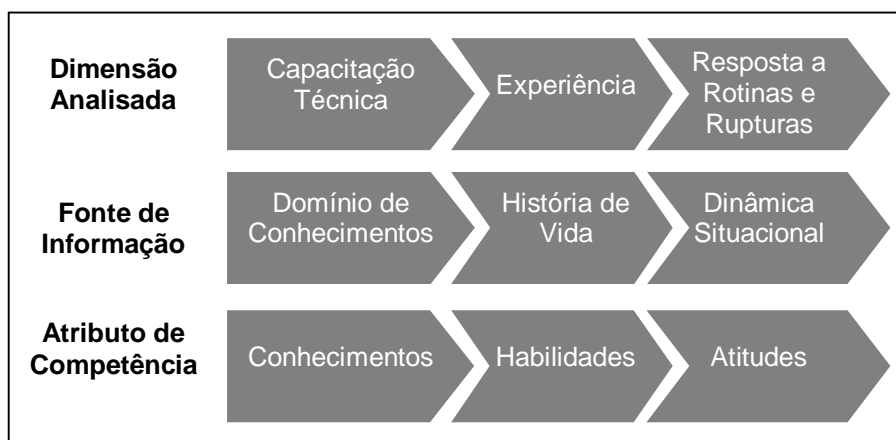 Dimensão
Analisada
Capacitação
Técnica
Experiência
Resposta a
Rotinas e
Rupturas
Fonte de
Informação
Domínio de
Conhecimentos
História de
Vida
Dinâmica
Situacional
Atributo de
Competência
Conhecimentos
Habilidades
Atitudes